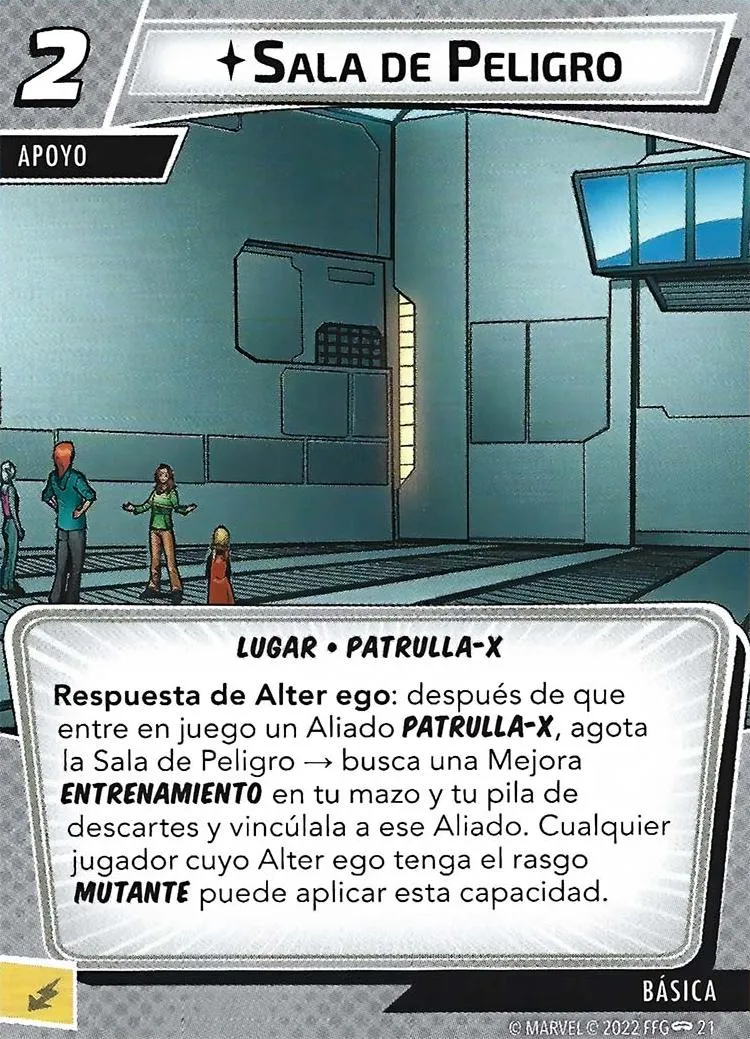 2
SALA DE PELIGRO
APOYO
LUGAR • PATRULLA-X
Respuesta de Alter ego: después de que
entre en juego un Aliado PATRULLA-X, agota
la Sala de Peligro → busca una Mejora
ENTRENAMIENTO en tu mazo y tu pila de
descartes y vincúlala a ese Aliado. Cualquier
jugador cuyo Alter ego tenga el rasgo
MUTANTE puede aplicar esta capacidad.
BÁSICA
© MARVEL © 2022 FFG 21